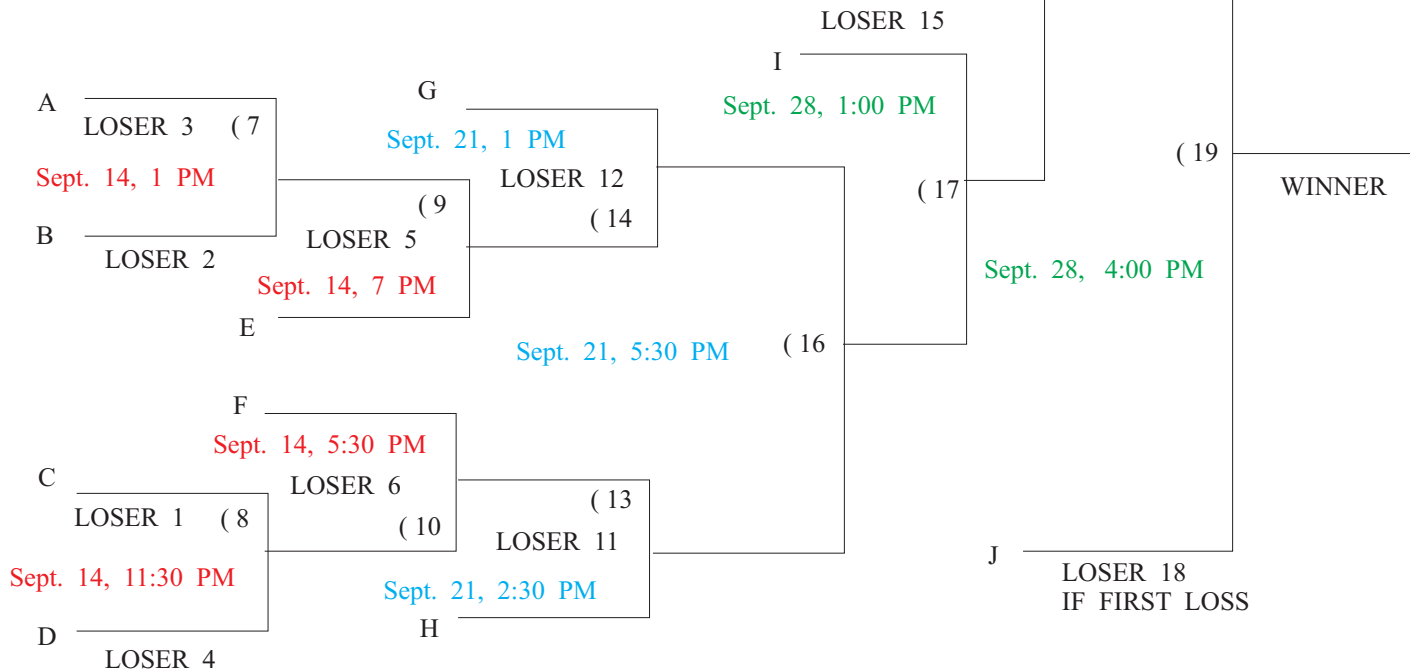 LOSER 15
I
Sept. 28, 1:00 PM
A
LOSER 3
( 7
Sept. 14, 1 PM
B
LOSER 2
G
Sept. 21, 1 PM
LOSER 12
( 14
( 9
LOSER 5
Sept. 14, 7 PM
E
( 17
( 19
WINNER
Sept. 28, 4:00 PM
Sept. 21, 5:30 PM
( 16
F
Sept. 14, 5:30 PM
LOSER 6
( 10
C
LOSER 1
( 8
Sept. 14, 11:30 PM
D
LOSER 4
( 13
LOSER 11
Sept. 21, 2:30 PM
H
J
LOSER 18
IF FIRST LOSS